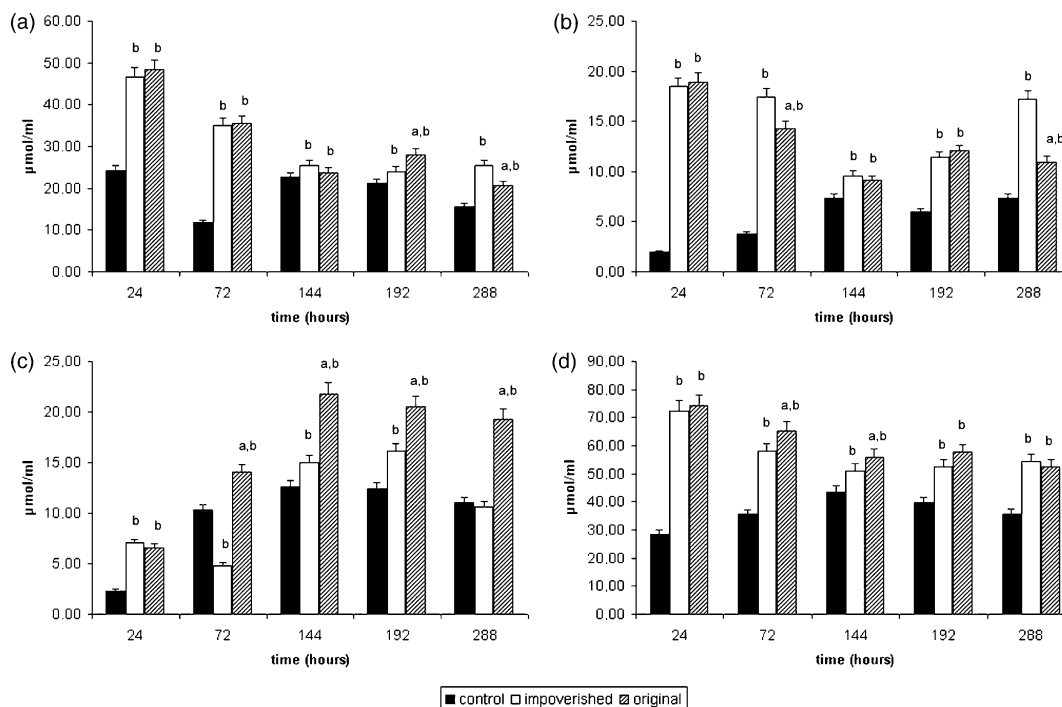 (a)
60.00
50.00
40.00
30.00
20.00
10.00
0.00
µmol/ml
b b
b b
b b
b a,b
b a,b
24 72 144 192 288
time (hours)
(b)
25.00
20.00
15.00
10.00
5.00
0.00
µmol/ml
b b
b a,b
b b
b b
b a,b
24 72 144 192 288
time (hours)
(c)
25.00
20.00
15.00
10.00
5.00
0.00
µmol/ml
b b
b a,b
b a,b
b a,b
a,b
24 72 144 192 288
time (hours)
(d)
90.00
80.00
70.00
60.00
50.00
40.00
30.00
20.00
10.00
0.00
µmol/ml
b b
b a,b
b a,b
b b
b b
24 72 144 192 288
time (hours)
control impoverished original